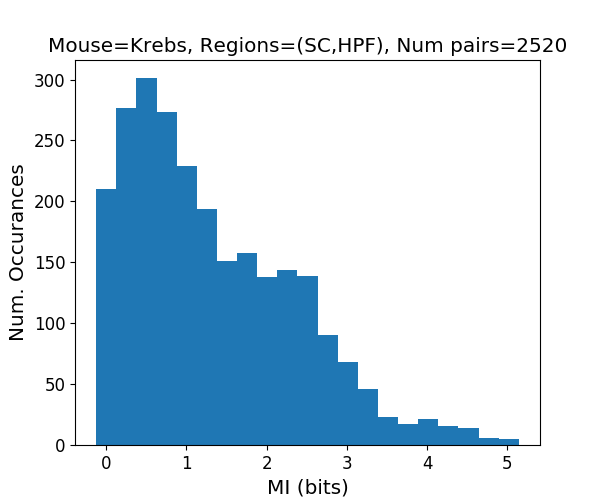 Mouse=Krebs, Regions=(SC,HPF), Num pairs=2520
300
250
200
150
100
50
0
Num. Occurances
0 1 2 3 4 5
MI (bits)